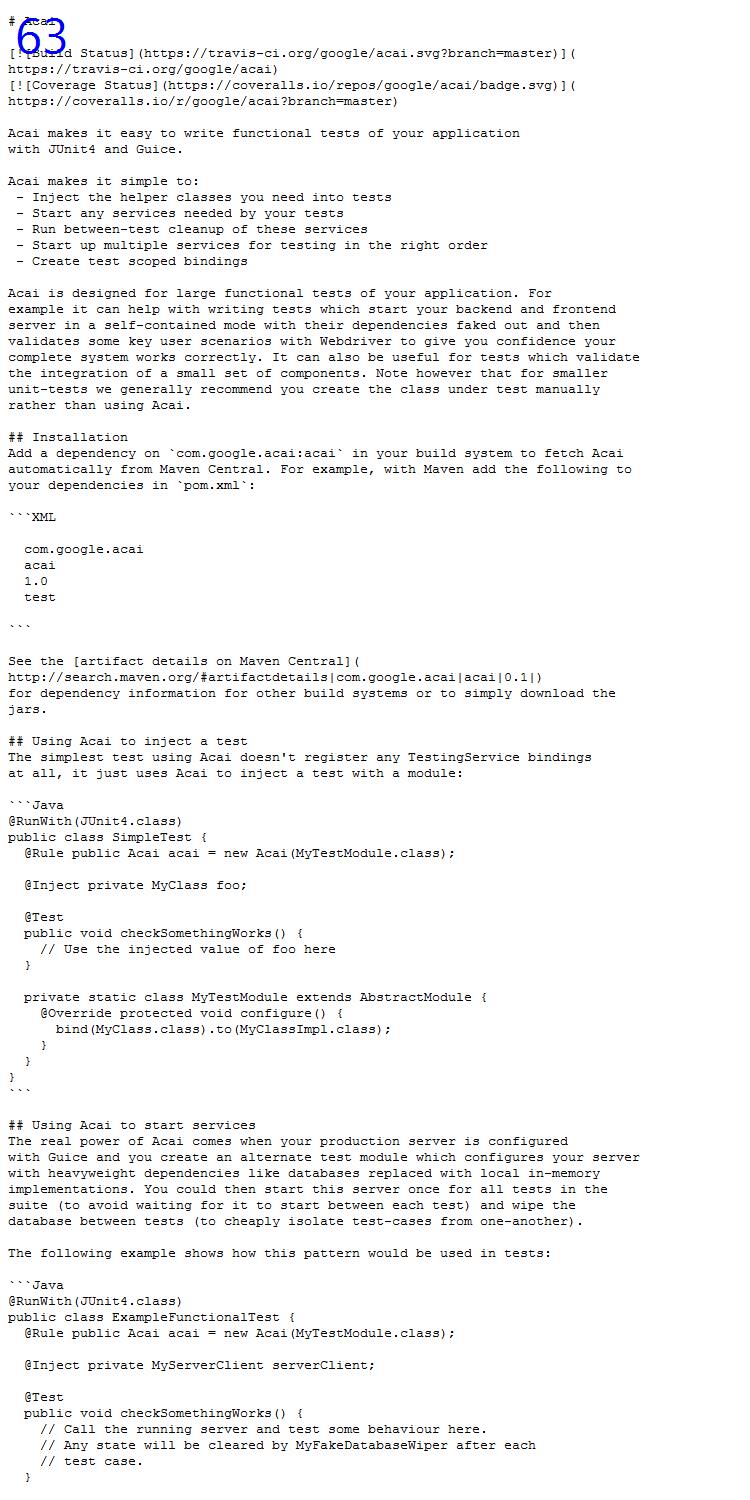 # Acai
63
[![Build Status](https://travis-ci.org/google/acai.svg?branch=master)](
https://travis-ci.org/google/acai)
[![Coverage Status](https://coveralls.io/repos/google/acai/badge.svg)](
https://coveralls.io/r/google/acai?branch=master)

Acai makes it easy to write functional tests of your application
with JUnit4 and Guice.

Acai makes it simple to:
 - Inject the helper classes you need into tests
 - Start any services needed by your tests
 - Run between-test cleanup of these services
 - Start up multiple services for testing in the right order
 - Create test scoped bindings

Acai is designed for large functional tests of your application. For
example it can help with writing tests which start your backend and frontend
server in a self-contained mode with their dependencies faked out and then
validates some key user scenarios with Webdriver to give you confidence your
complete system works correctly. It can also be useful for tests which validate
the integration of a small set of components. Note however that for smaller
unit-tests we generally recommend you create the class under test manually
rather than using Acai.

## Installation
Add a dependency on `com.google.acai:acai` in your build system to fetch Acai
automatically from Maven Central. For example, with Maven add the following to
your dependencies in `pom.xml`:

```XML

  com.google.acai
  acai
  1.0
  test

```

See the [artifact details on Maven Central](
http://search.maven.org/#artifactdetails|com.google.acai|acai|0.1|)
for dependency information for other build systems or to simply download the
jars.

## Using Acai to inject a test
The simplest test using Acai doesn't register any TestingService bindings
at all, it just uses Acai to inject a test with a module:

```Java
@RunWith(JUnit4.class)
public class SimpleTest {
  @Rule public Acai acai = new Acai(MyTestModule.class);

  @Inject private MyClass foo;

  @Test
  public void checkSomethingWorks() {
    // Use the injected value of foo here
  }

  private static class MyTestModule extends AbstractModule {
    @Override protected void configure() {
      bind(MyClass.class).to(MyClassImpl.class);
    }
  }
}
```

## Using Acai to start services
The real power of Acai comes when your production server is configured
with Guice and you create an alternate test module which configures your server
with heavyweight dependencies like databases replaced with local in-memory
implementations. You could then start this server once for all tests in the
suite (to avoid waiting for it to start between each test) and wipe the
database between tests (to cheaply isolate test-cases from one-another).

The following example shows how this pattern would be used in tests:

```Java
@RunWith(JUnit4.class)
public class ExampleFunctionalTest {
  @Rule public Acai acai = new Acai(MyTestModule.class);

  @Inject private MyServerClient serverClient;

  @Test
  public void checkSomethingWorks() {
    // Call the running server and test some behaviour here.
    // Any state will be cleared by MyFakeDatabaseWiper after each
    // test case.
  }